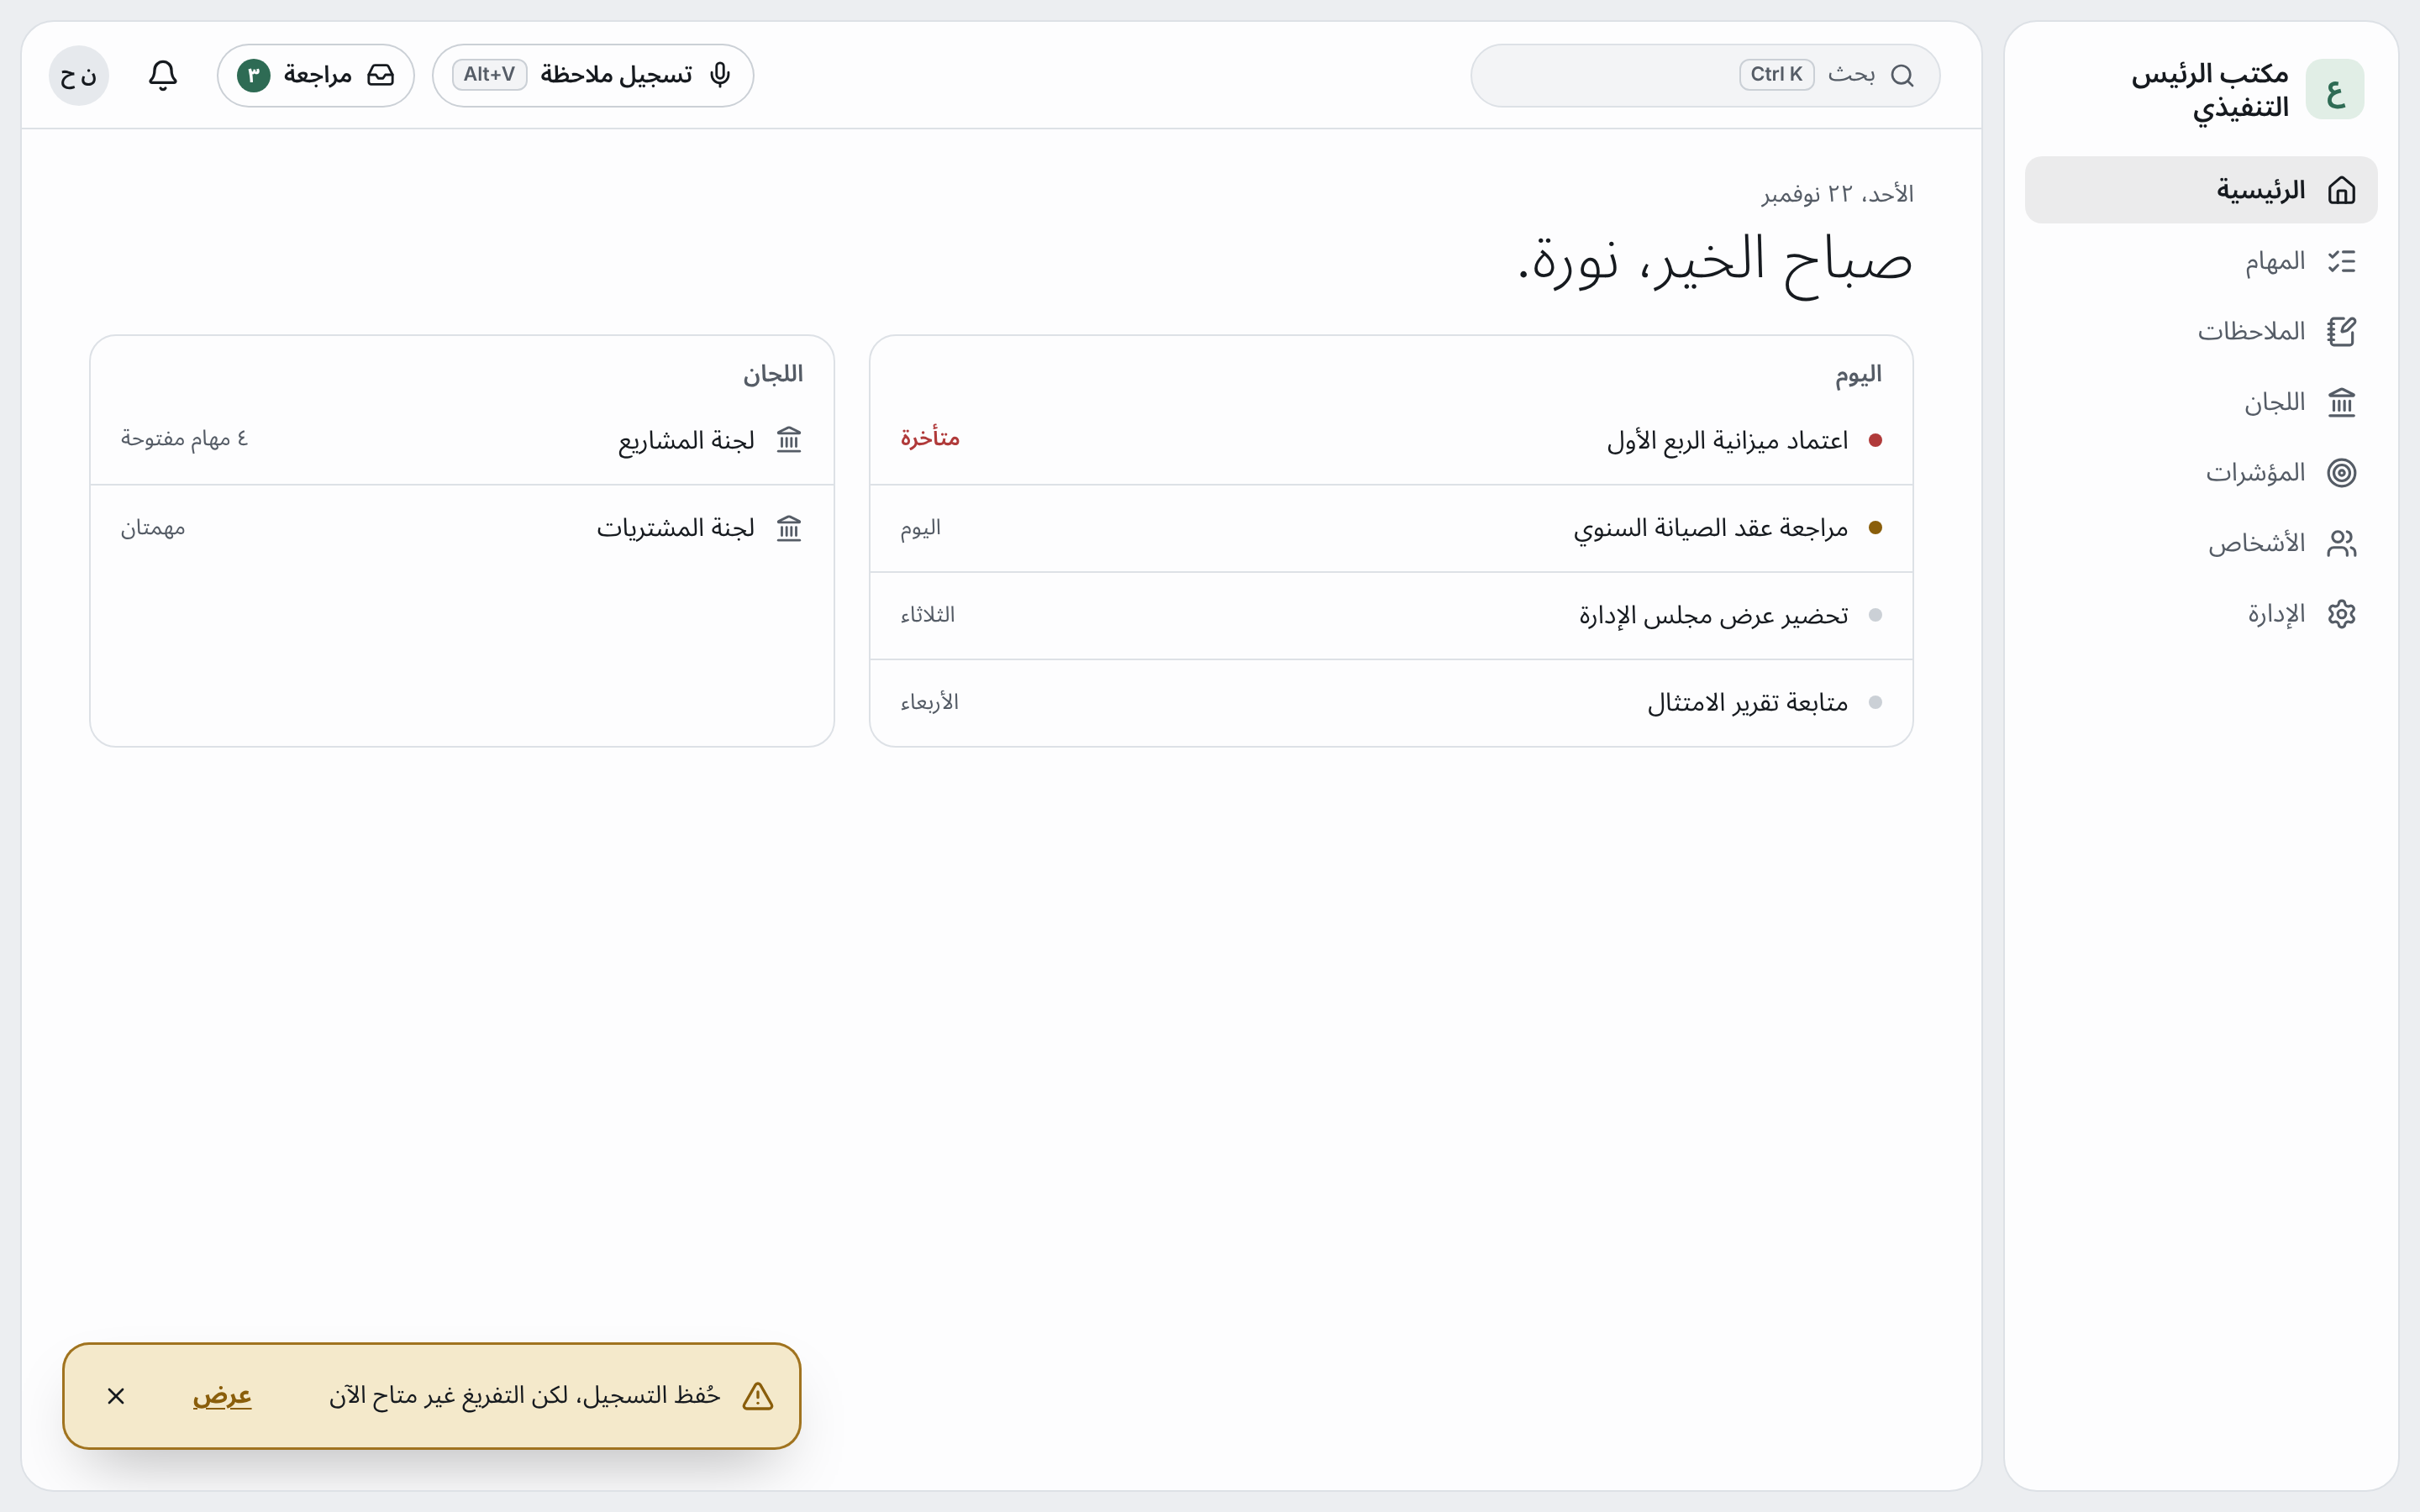 ع
مكتب الرئيس
التنفيذي
الرئيسية
المهام
الملاحظات
اللجان
المؤشرات
الأشخاص
الإدارة
بحث Ctrl K
تسجيل ملاحظة Alt+V
مراجعة ٣
ن ح
الأحد، ٢٢ نوفمبر
صباح الخير، نورة.
اليوم
اعتماد ميزانية الربع الأول متأخرة
مراجعة عقد الصيانة السنوي اليوم
تحضير عرض مجلس الإدارة الثلاثاء
متابعة تقرير الامتثال الأربعاء
اللجان
لجنة المشاريع ٤ مهام مفتوحة
لجنة المشتريات مهمتان
حُفظ التسجيل، لكن التفريغ غير متاح الآن عرض